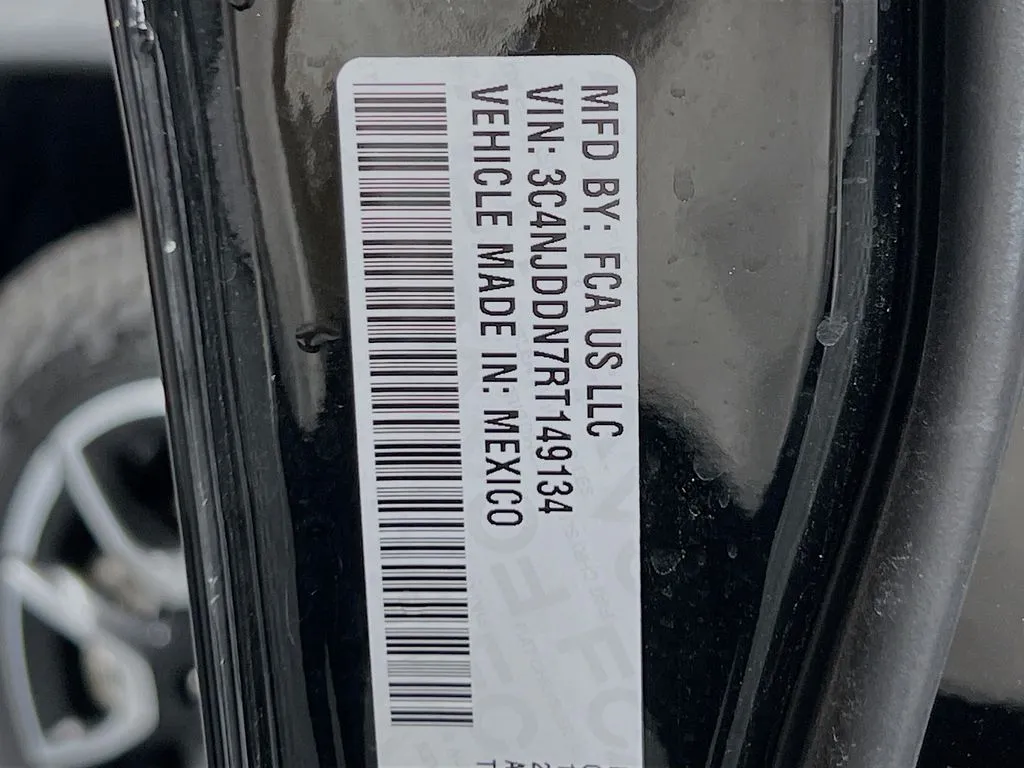 MFD BY: FCA US LLC
VIN: 3C4NJDDN7RT149134
VEHICLE MADE IN: MEXICO